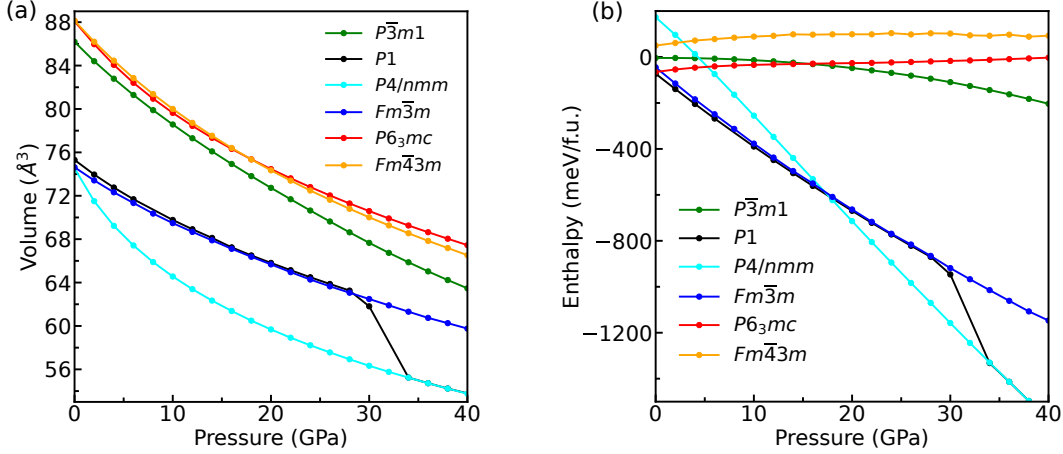 (a)
88
84
80
76
72
68
64
60
56
Volume (Å³)
0
10
20
30
40
Pressure (GPa)
P3̅m1
P1
P4/nmm
Fm3̅m
P6₃mc
Fm4̅3m
(b)
0
−400
−800
−1200
Enthalpy (meV/f.u.)
0
10
20
30
40
Pressure (GPa)
P3̅m1
P1
P4/nmm
Fm3̅m
P6₃mc
Fm4̅3m